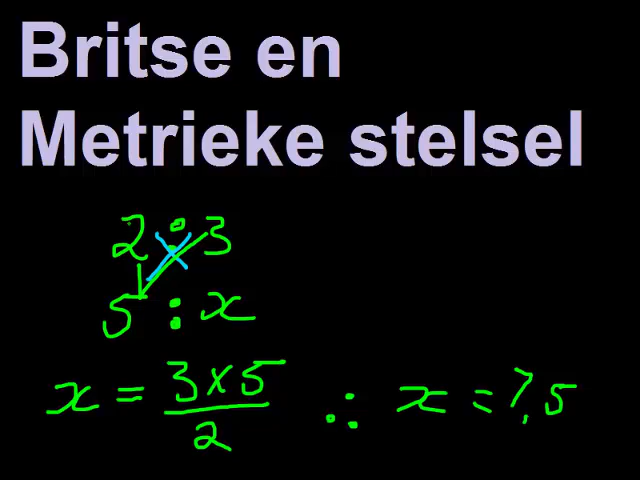 Britse en
Metrieke stelsel
2 : 3
5 : x
x = 3 × 5 / 2 ∴ x = 7,5